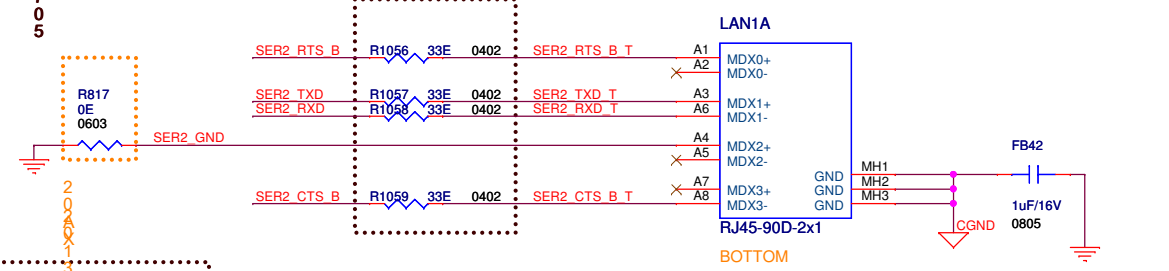 0
5
LAN1A
SER2_RTS_B R1056 33E 0402 SER2_RTS_B_T A1 MDX0+
A2 MDX0-
R817
0E
0603
SER2_TXD R1057 33E 0402 SER2_TXD_T A3 MDX1+
SER2_RXD R1058 33E 0402 SER2_RXD_T A6 MDX1-
SER2_GND A4 MDX2+
A5 MDX2-
FB42
MH1 GND
A7 MDX3+ MH2 GND
SER2_CTS_B R1059 33E 0402 SER2_CTS_B_T A8 MDX3- MH3 GND
1uF/16V
0805
CGND
RJ45-90D-2x1
BOTTOM